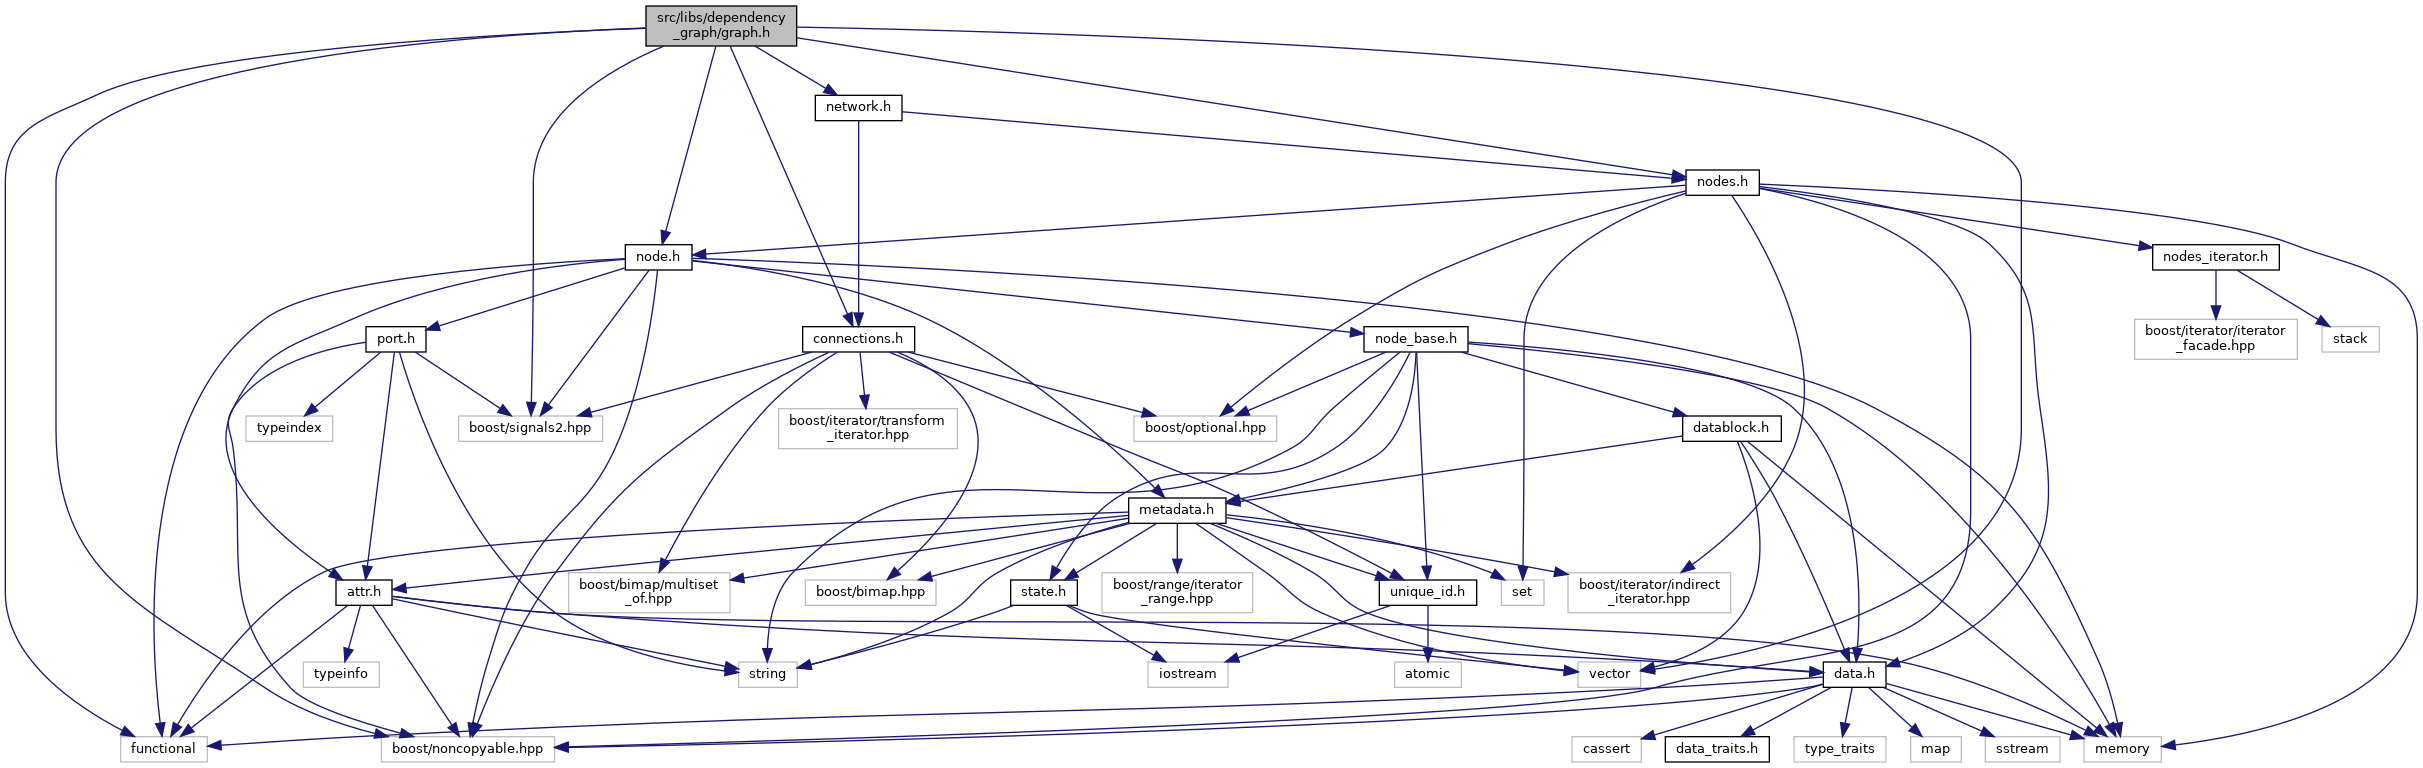 src/libs/dependency
_graph/graph.h
network.h
nodes.h
node.h
nodes_iterator.h
port.h
connections.h
node_base.h
boost/iterator/iterator
_facade.hpp
stack
typeindex
boost/signals2.hpp
boost/iterator/transform
_iterator.hpp
boost/optional.hpp
datablock.h
metadata.h
attr.h
boost/bimap/multiset
_of.hpp
boost/bimap.hpp
state.h
boost/range/iterator
_range.hpp
unique_id.h
set
boost/iterator/indirect
_iterator.hpp
typeinfo
string
iostream
atomic
vector
data.h
functional
boost/noncopyable.hpp
cassert
data_traits.h
type_traits
map
sstream
memory